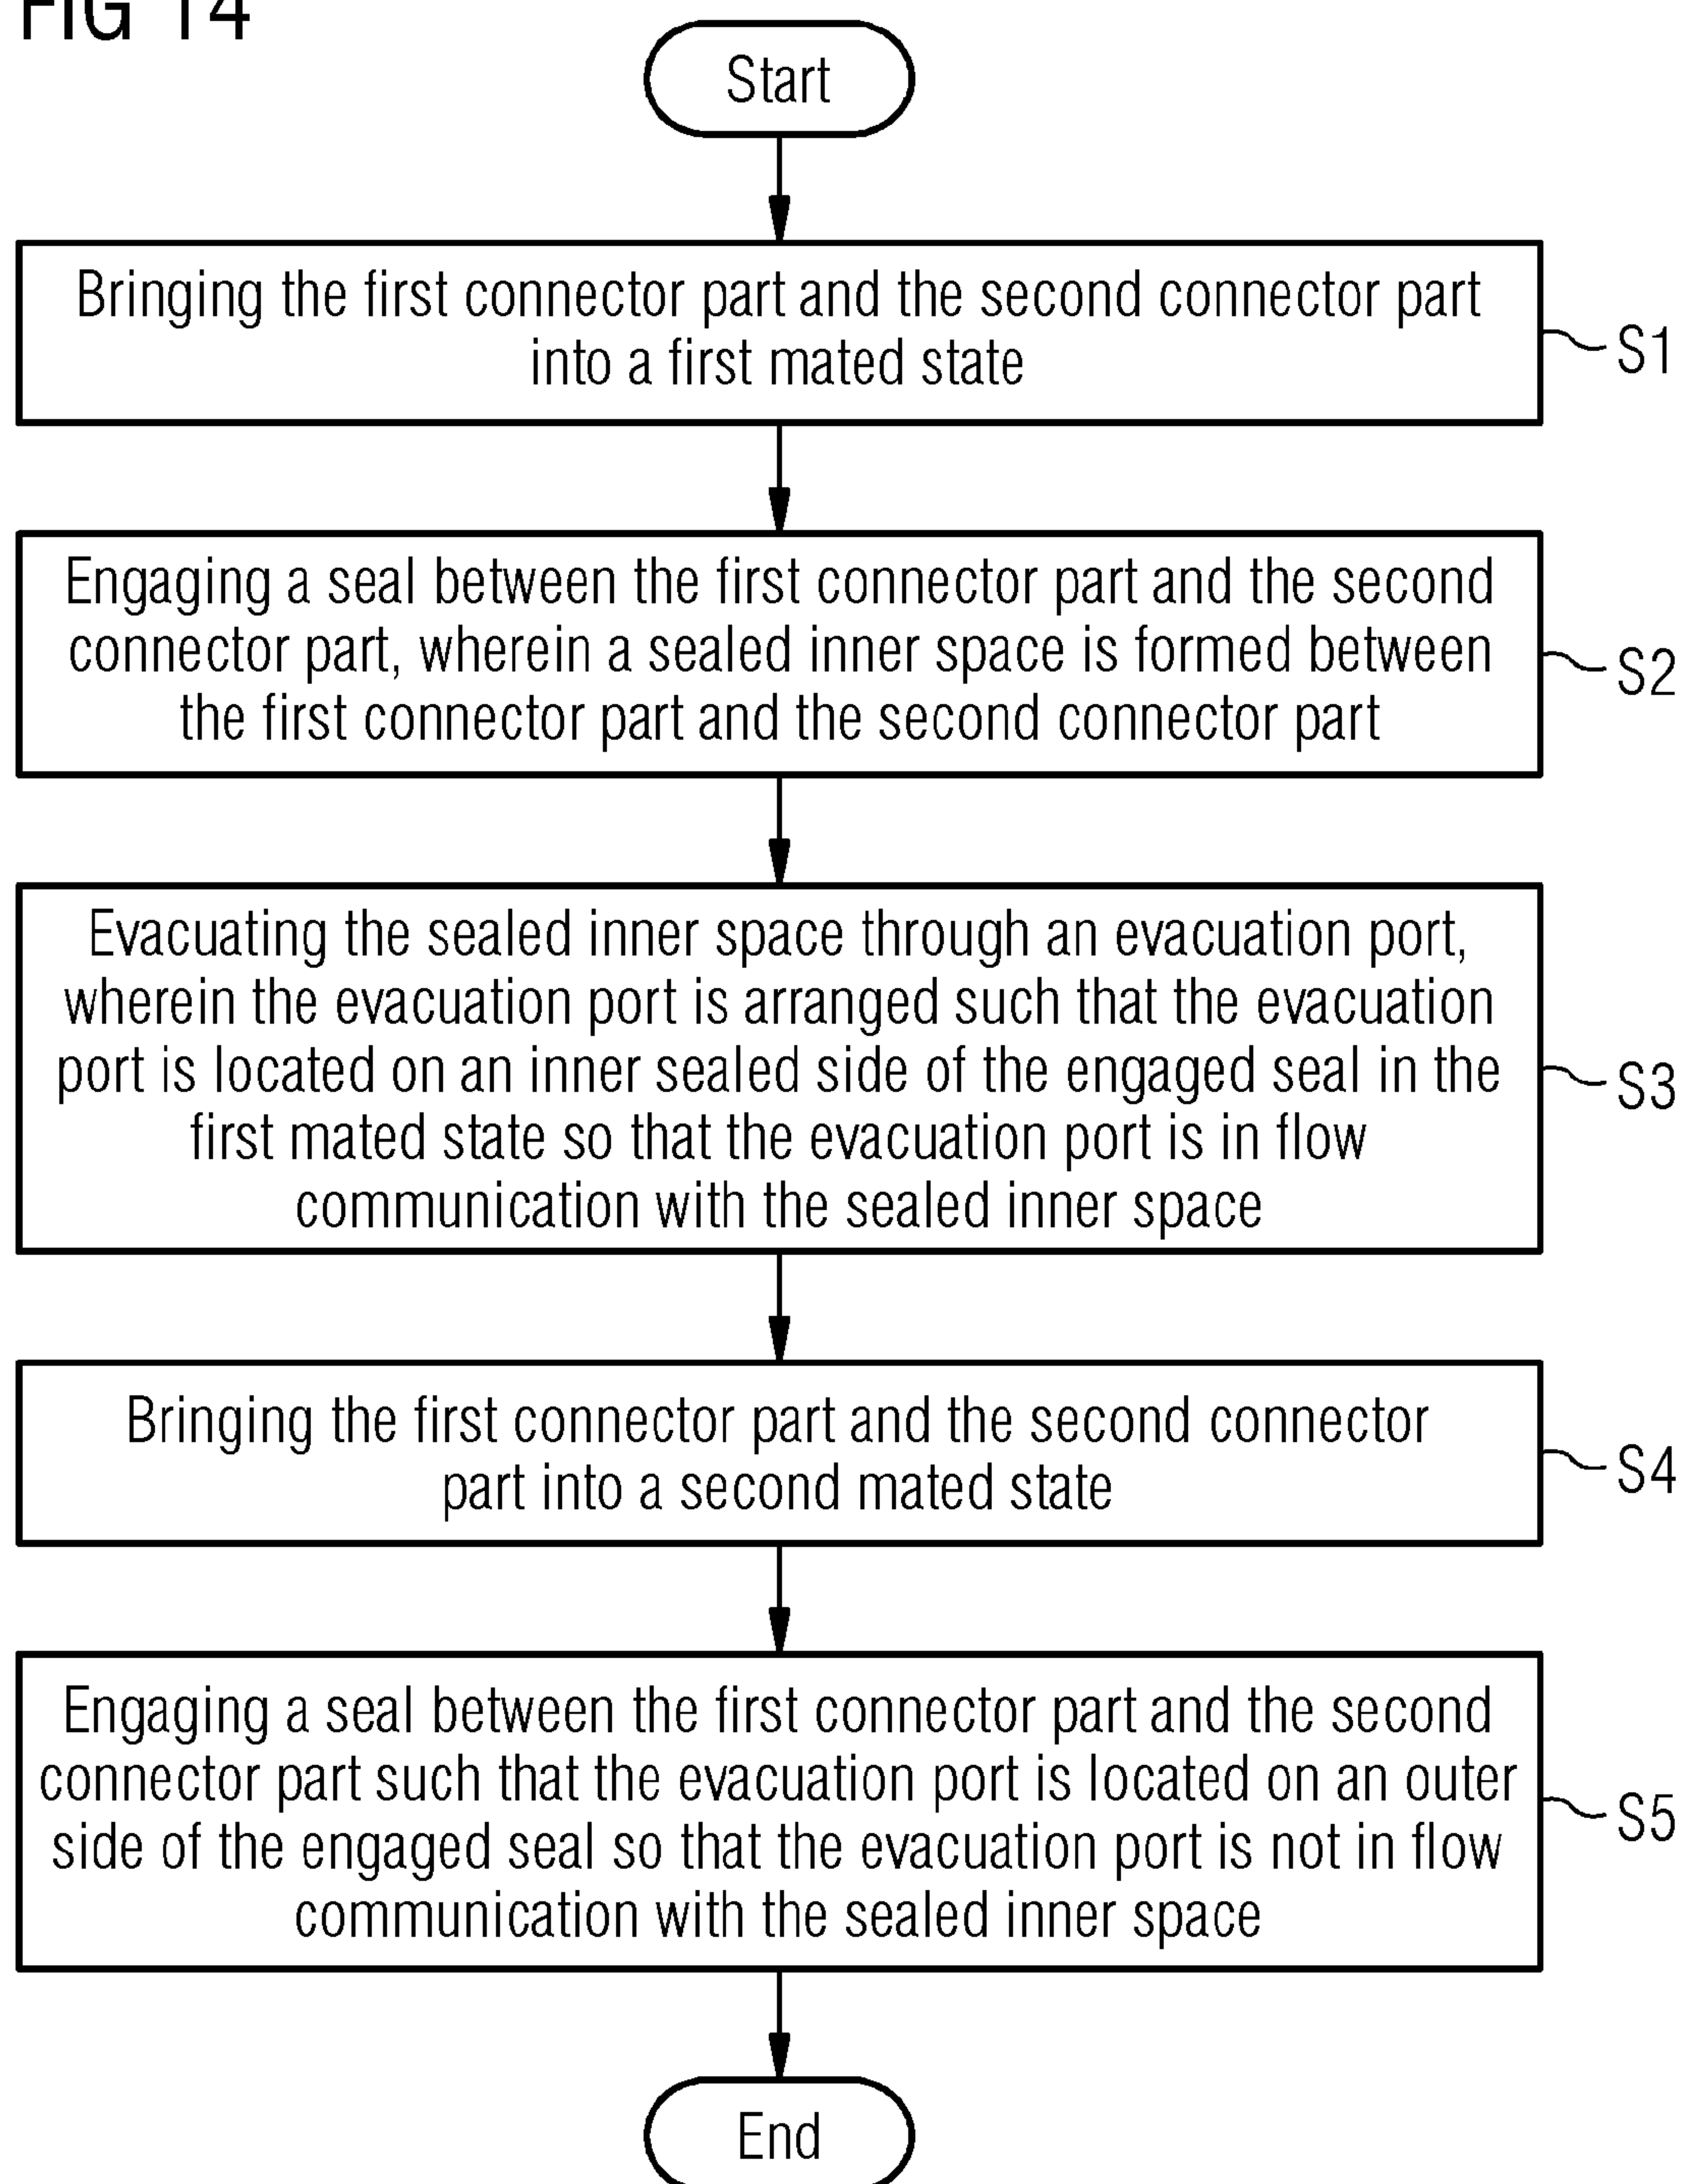 FIG 14
Start
Bringing the first connector part and the second connector part
into a first mated state
S1
Engaging a seal between the first connector part and the second
connector part, wherein a sealed inner space is formed between
the first connector part and the second connector part
S2
Evacuating the sealed inner space through an evacuation port,
wherein the evacuation port is arranged such that the evacuation
port is located on an inner sealed side of the engaged seal in the
first mated state so that the evacuation port is in flow
communication with the sealed inner space
S3
Bringing the first connector part and the second connector
part into a second mated state
S4
Engaging a seal between the first connector part and the second
connector part such that the evacuation port is located on an outer
side of the engaged seal so that the evacuation port is not in flow
communication with the sealed inner space
S5
End